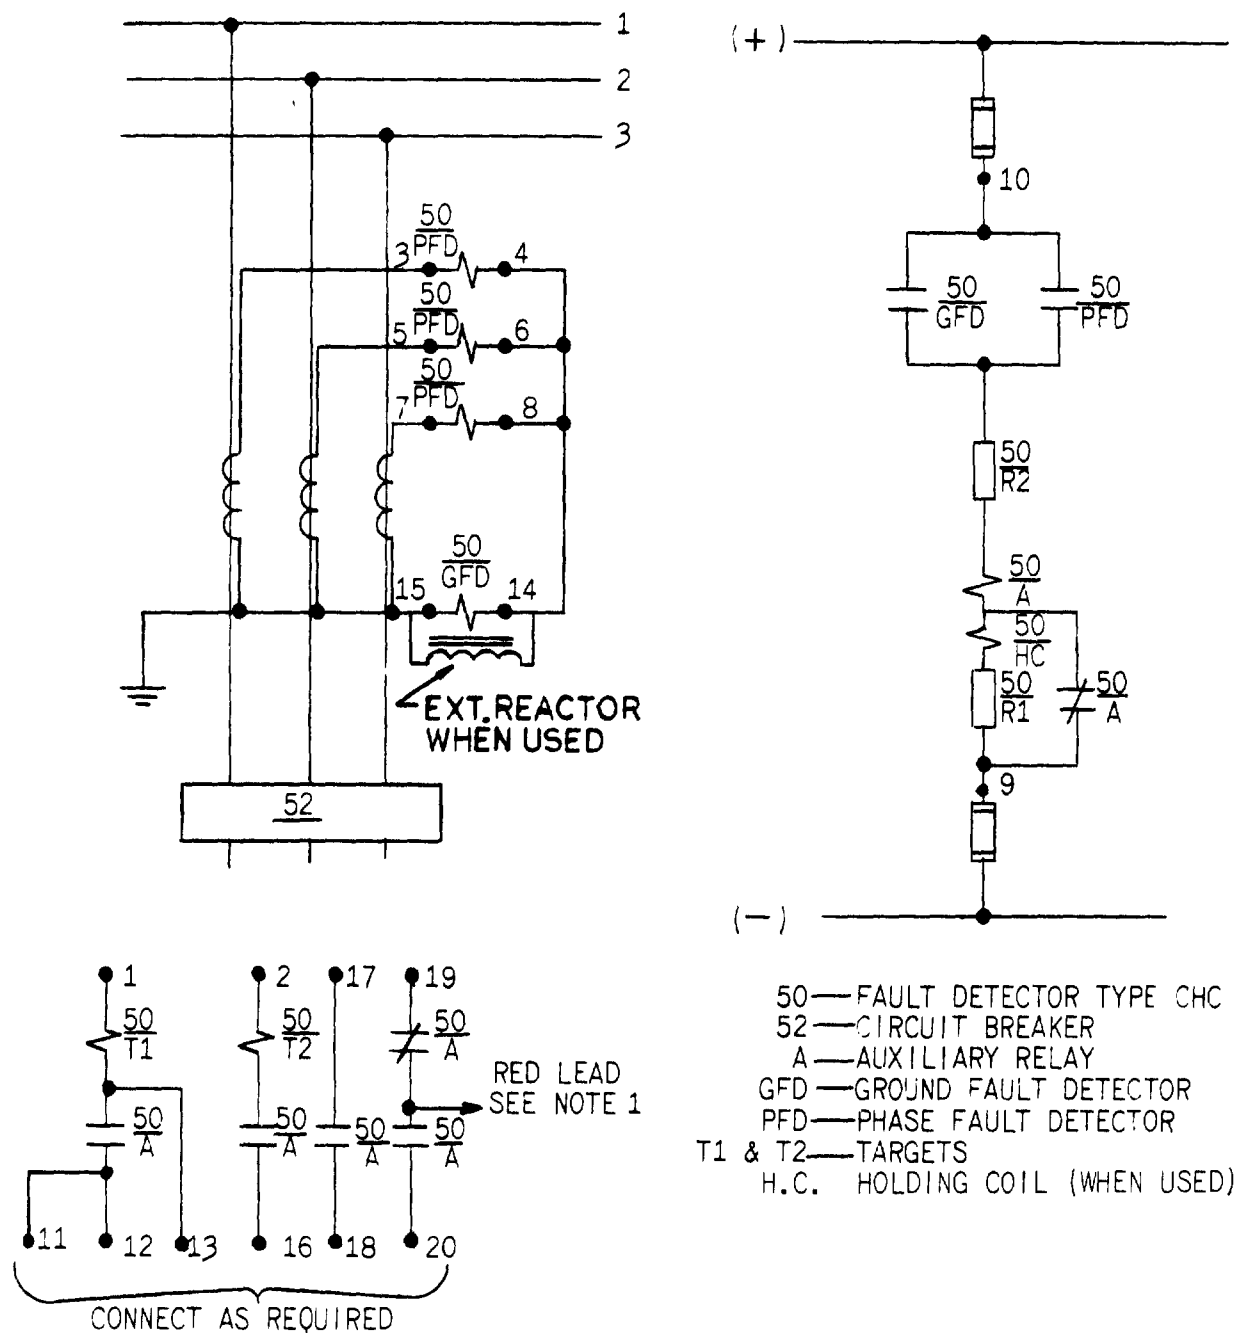 1
2
3
50
PFD
3
4
50
PFD
5
6
50
PFD
7
8
50
GFD
15
14
EXT. REACTOR
WHEN USED
52
(+)
10
50
GFD
50
PFD
50
R2
50
A
50
HC
50
R1
50
A
9
(-)
1
50
T1
50
A
11
12
13
2
50
T2
50
A
16
17
50
A
18
19
50
A
RED LEAD
SEE NOTE 1
50
A
20
CONNECT AS REQUIRED
50—FAULT DETECTOR TYPE CHC
52—CIRCUIT BREAKER
A—AUXILIARY RELAY
GFD—GROUND FAULT DETECTOR
PFD—PHASE FAULT DETECTOR
T1 & T2—TARGETS
H.C. HOLDING COIL (WHEN USED)